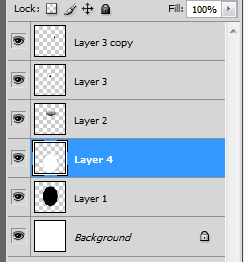 Lock: Fill: 100%
Layer 3 copy
Layer 3
Layer 2
Layer 4
Layer 1
Background